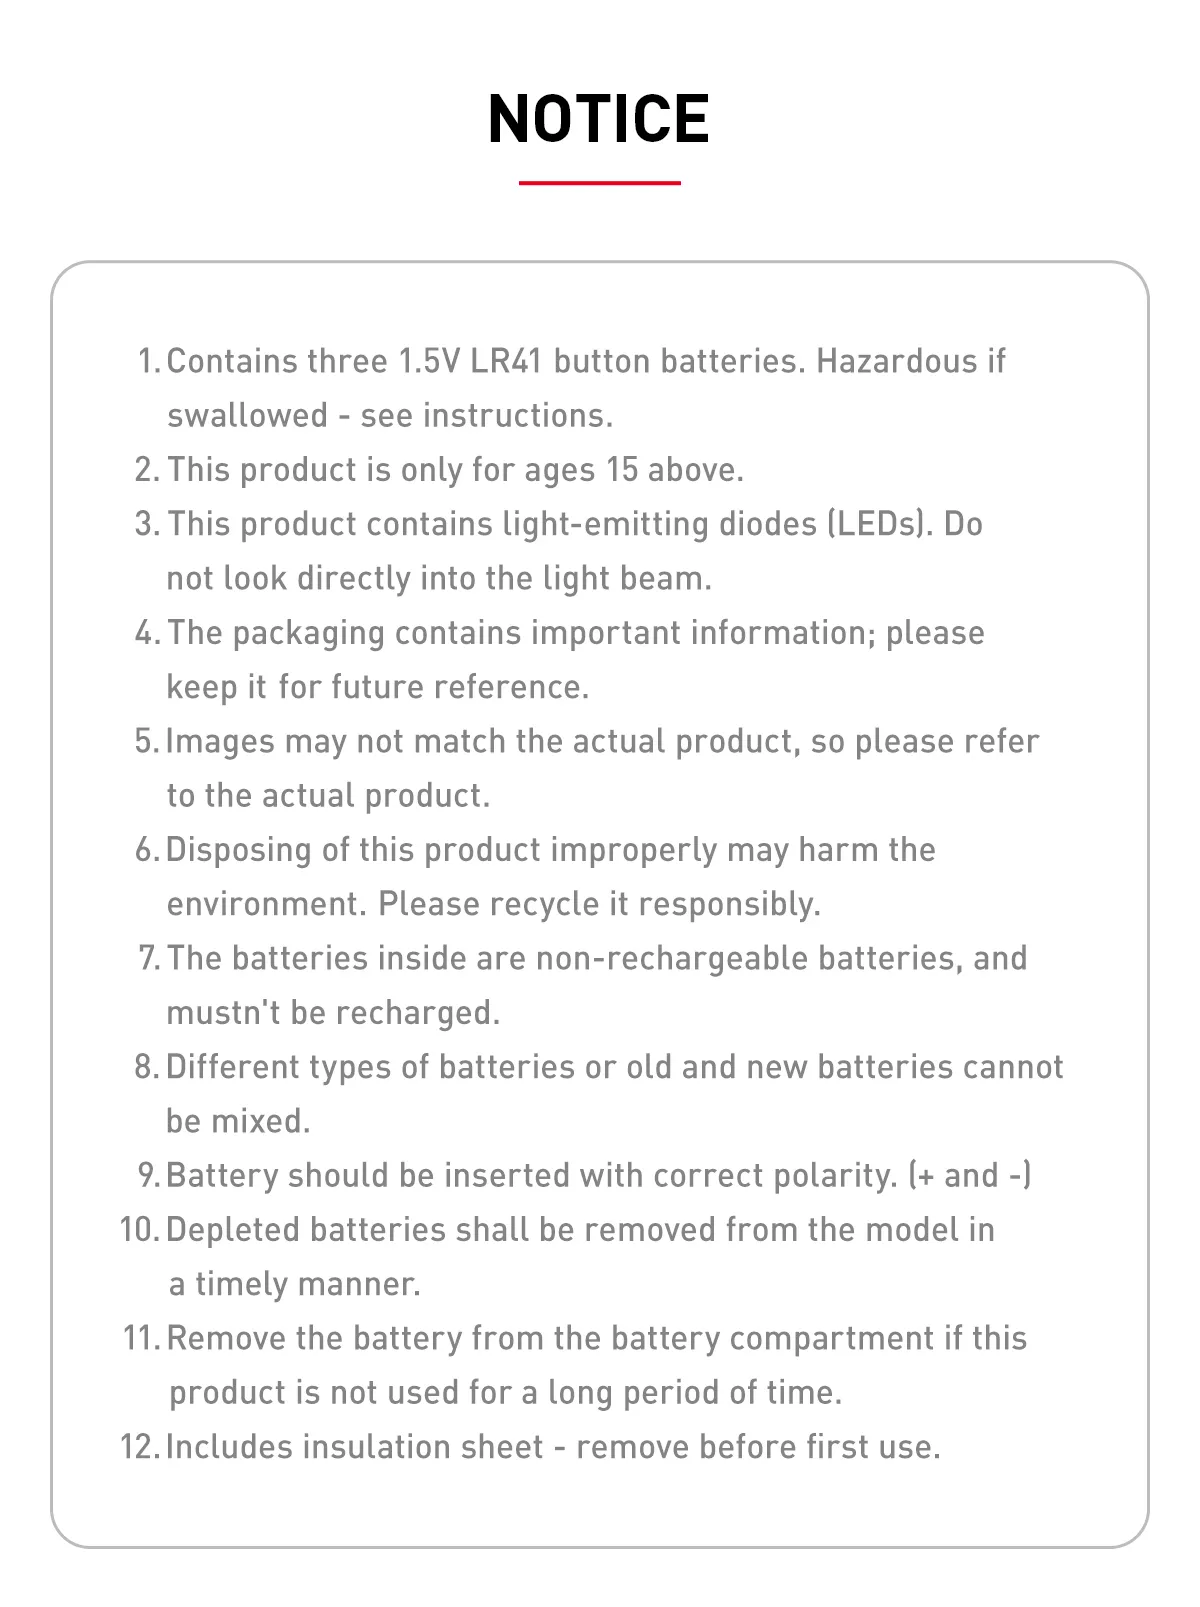 NOTICE
1. Contains three 1.5V LR41 button batteries. Hazardous if
swallowed - see instructions.
2. This product is only for ages 15 above.
3. This product contains light-emitting diodes (LEDs). Do
not look directly into the light beam.
4. The packaging contains important information; please
keep it for future reference.
5. Images may not match the actual product, so please refer
to the actual product.
6. Disposing of this product improperly may harm the
environment. Please recycle it responsibly.
7. The batteries inside are non-rechargeable batteries, and
mustn't be recharged.
8. Different types of batteries or old and new batteries cannot
be mixed.
9. Battery should be inserted with correct polarity. (+ and -)
10. Depleted batteries shall be removed from the model in
a timely manner.
11. Remove the battery from the battery compartment if this
product is not used for a long period of time.
12. Includes insulation sheet - remove before first use.